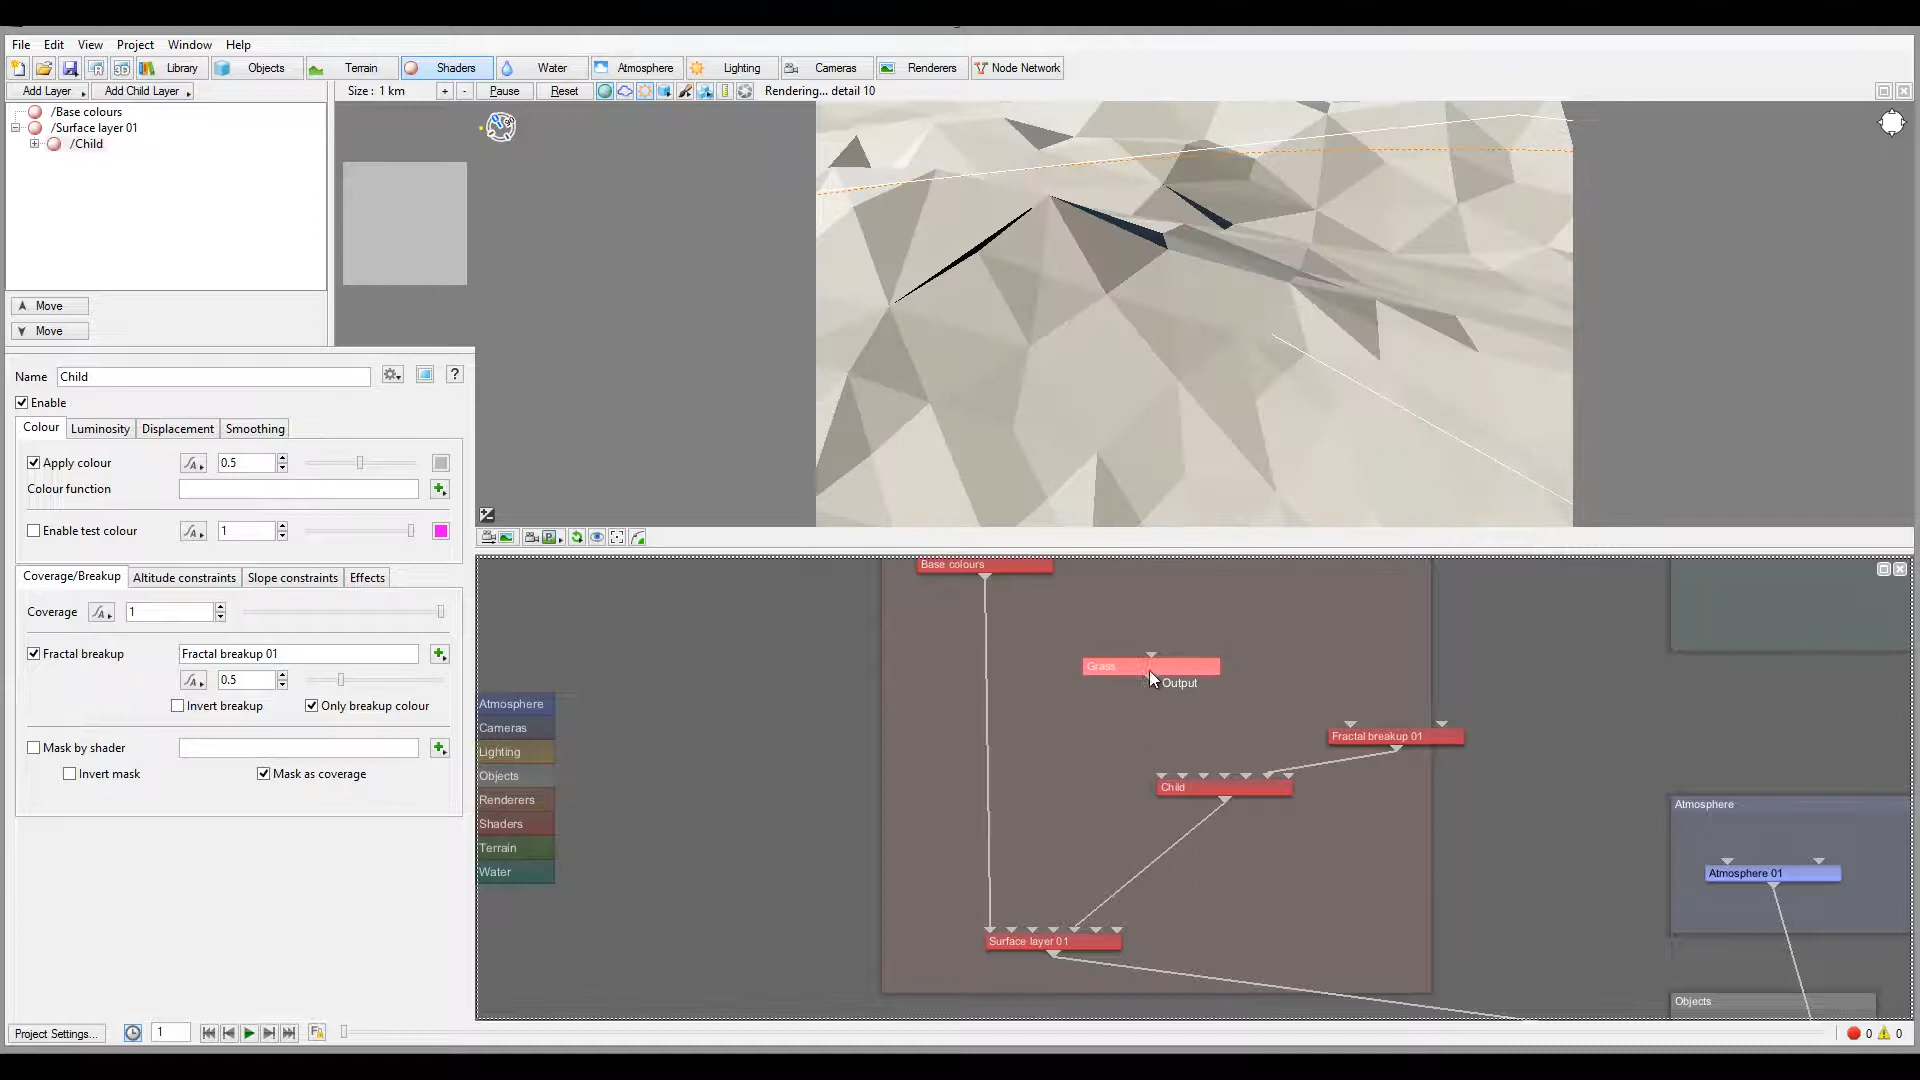 File Edit View Project Window Help
Library Objects Terrain Shaders Water Atmosphere Lighting Cameras Renderers Node Network
Add Layer Add Child Layer Size : 1 km + - Pause Reset Rendering... detail 10
/Base colours
/Surface layer 01
/Child
Move
Move
Name Child ?
Enable
Colour Luminosity Displacement Smoothing
Apply colour 0.5
Colour function
Enable test colour 1
Coverage/Breakup Altitude constraints Slope constraints Effects
Coverage 1
Fractal breakup Fractal breakup 01
0.5
Invert breakup Only breakup colour
Mask by shader
Invert mask Mask as coverage
Base colours
Grass
Output
Fractal breakup 01
Child
Surface layer 01
Atmosphere
Cameras
Lighting
Objects
Renderers
Shaders
Terrain
Water
Atmosphere
Atmosphere 01
Objects
Project Settings... 1 0 0